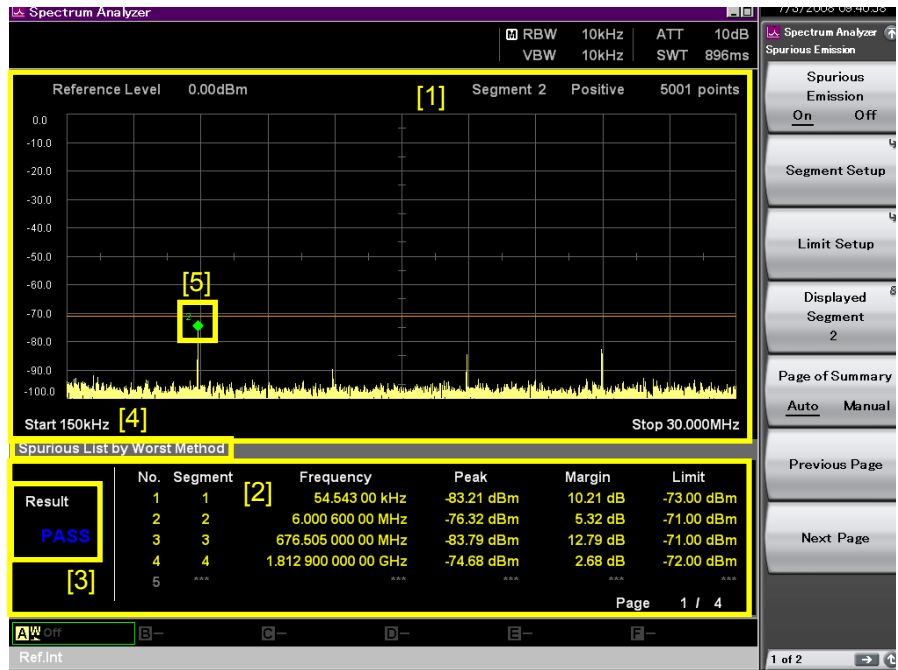 Spectrum Analyzer
7/3/2008 09:40:58
RBW 10kHz ATT 10dB
VBW 10kHz SWT 896ms
Reference Level 0.00dBm [1] Segment 2 Positive 5001 points
0.0
-10.0
-20.0
-30.0
-40.0
-50.0
-60.0
-70.0
-80.0
-90.0
-100.0
[5]
2
Start 150kHz [4] Stop 30.000MHz
Spurious List by Worst Method
Result
PASS
[3]
[2]
No. Segment Frequency Peak Margin Limit
1 1 54.543 00 kHz -83.21 dBm 10.21 dB -73.00 dBm
2 2 6.000 600 00 MHz -76.32 dBm 5.32 dB -71.00 dBm
3 3 676.505 000 00 MHz -83.79 dBm 12.79 dB -71.00 dBm
4 4 1.812 900 000 00 GHz -74.68 dBm 2.68 dB -72.00 dBm
5 *** *** *** *** ***
Page 1 / 4
A W Off B- C- D- E- F-
Ref.Int
Spectrum Analyzer
Spurious Emission
Spurious
Emission
On Off
Segment Setup
Limit Setup
Displayed
Segment
2
Page of Summary
Auto Manual
Previous Page
Next Page
1 of 2